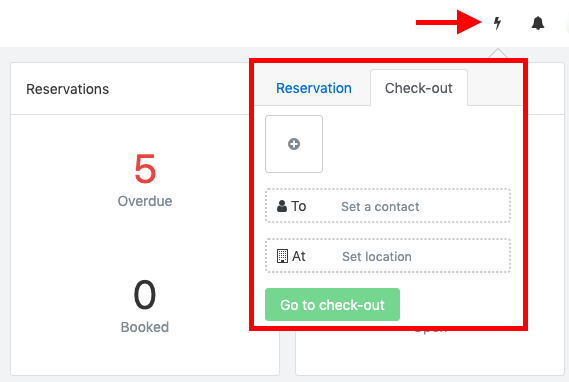 Reservations
5
Overdue
0
Booked
Reservation
Check-out
To
Set a contact
At
Set location
Go to check-out